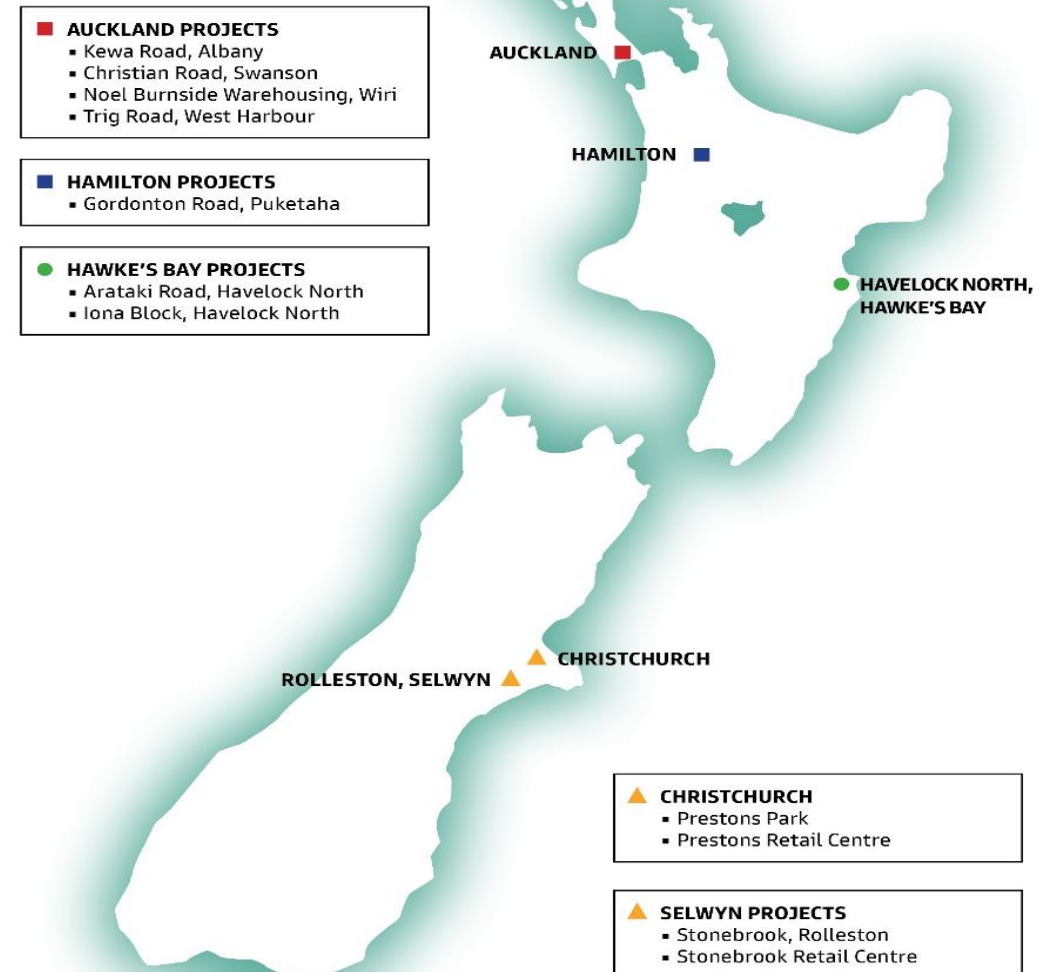 AUCKLAND PROJECTS
▪ Kewa Road, Albany
▪ Christian Road, Swanson
▪ Noel Burnside Warehousing, Wiri
▪ Trig Road, West Harbour
HAMILTON PROJECTS
▪ Gordonton Road, Puketaha
HAWKE'S BAY PROJECTS
▪ Arataki Road, Havelock North
▪ Iona Block, Havelock North
AUCKLAND
HAMILTON
HAVELOCK NORTH,
HAWKE'S BAY
CHRISTCHURCH
ROLLESTON, SELWYN
CHRISTCHURCH
▪ Prestons Park
▪ Prestons Retail Centre
SELWYN PROJECTS
▪ Stonebrook, Rolleston
▪ Stonebrook Retail Centre